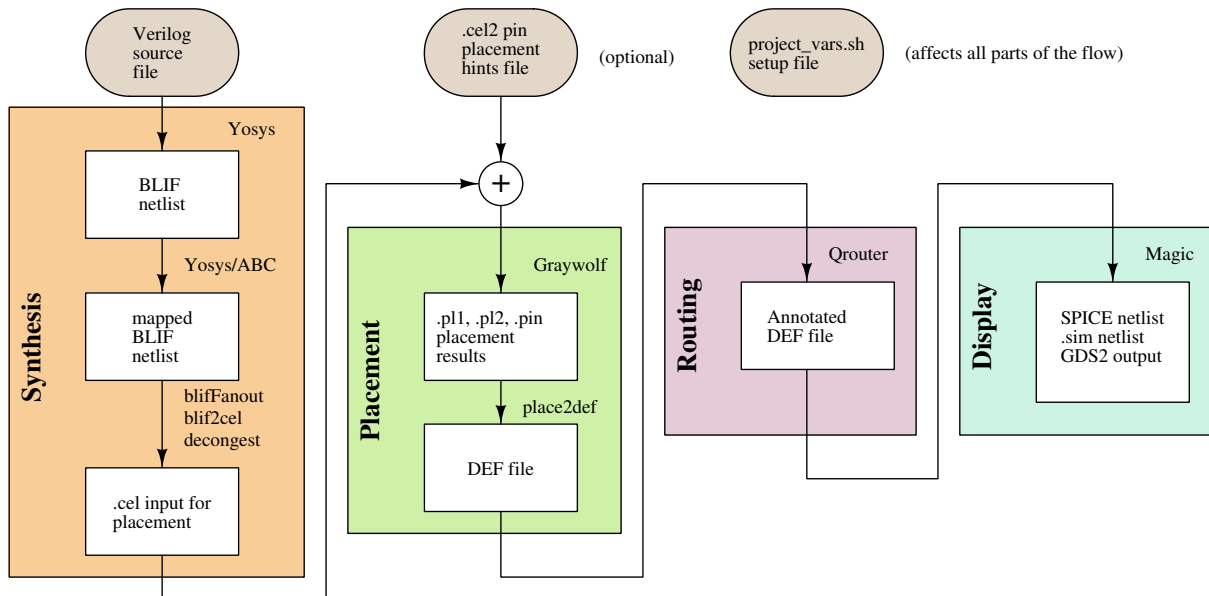 Verilog
source
file
.cel2 pin
placement
hints file
(optional)
project_vars.sh
setup file
(affects all parts of the flow)
Synthesis
Yosys
BLIF
netlist
Yosys/ABC
mapped
BLIF
netlist
blifFanout
blif2cel
decongest
.cel input for
placement
+
Placement
Graywolf
.pl1, .pl2, .pin
placement
results
place2def
DEF file
Routing
Qrouter
Annotated
DEF file
Display
Magic
SPICE netlist
.sim netlist
GDS2 output